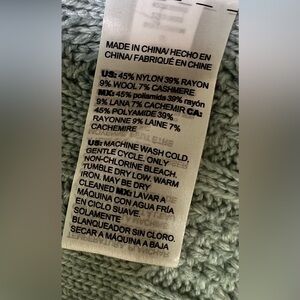 MADE IN CHINA/ HECHO EN
CHINA/ FABRIQUÉ EN CHINE
US: 45% NYLON 39% RAYON
9% WOOL 7% CASHMERE
MX: 45% poliamida 39% rayón
9% LANA 7% CACHEMIR CA:
45% POLYAMIDE 39%
RAYONNE 9% LAINE 7%
CACHEMIRE
US: MACHINE WASH COLD,
GENTLE CYCLE. ONLY
NON-CHLORINE BLEACH.
TUMBLE DRY LOW. WARM
IRON. MAY BE DRY
CLEANED MX: LAVAR A
MÁQUINA CON AGUA FRÍA
EN CICLO SUAVE.
SOLAMENTE
BLANQUEADOR SIN CLORO.
SECAR A MÁQUINA A BAJA